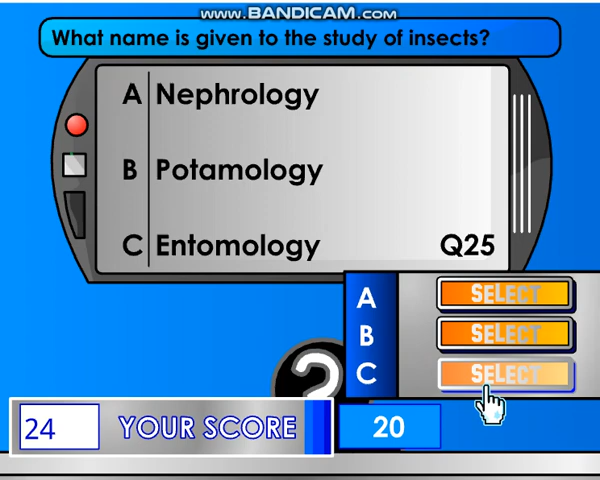 www.BANDICAM.com
What name is given to the study of insects?
A Nephrology
B Potamology
C Entomology Q25
A SELECT
B SELECT
C SELECT
?
24 YOUR SCORE 20